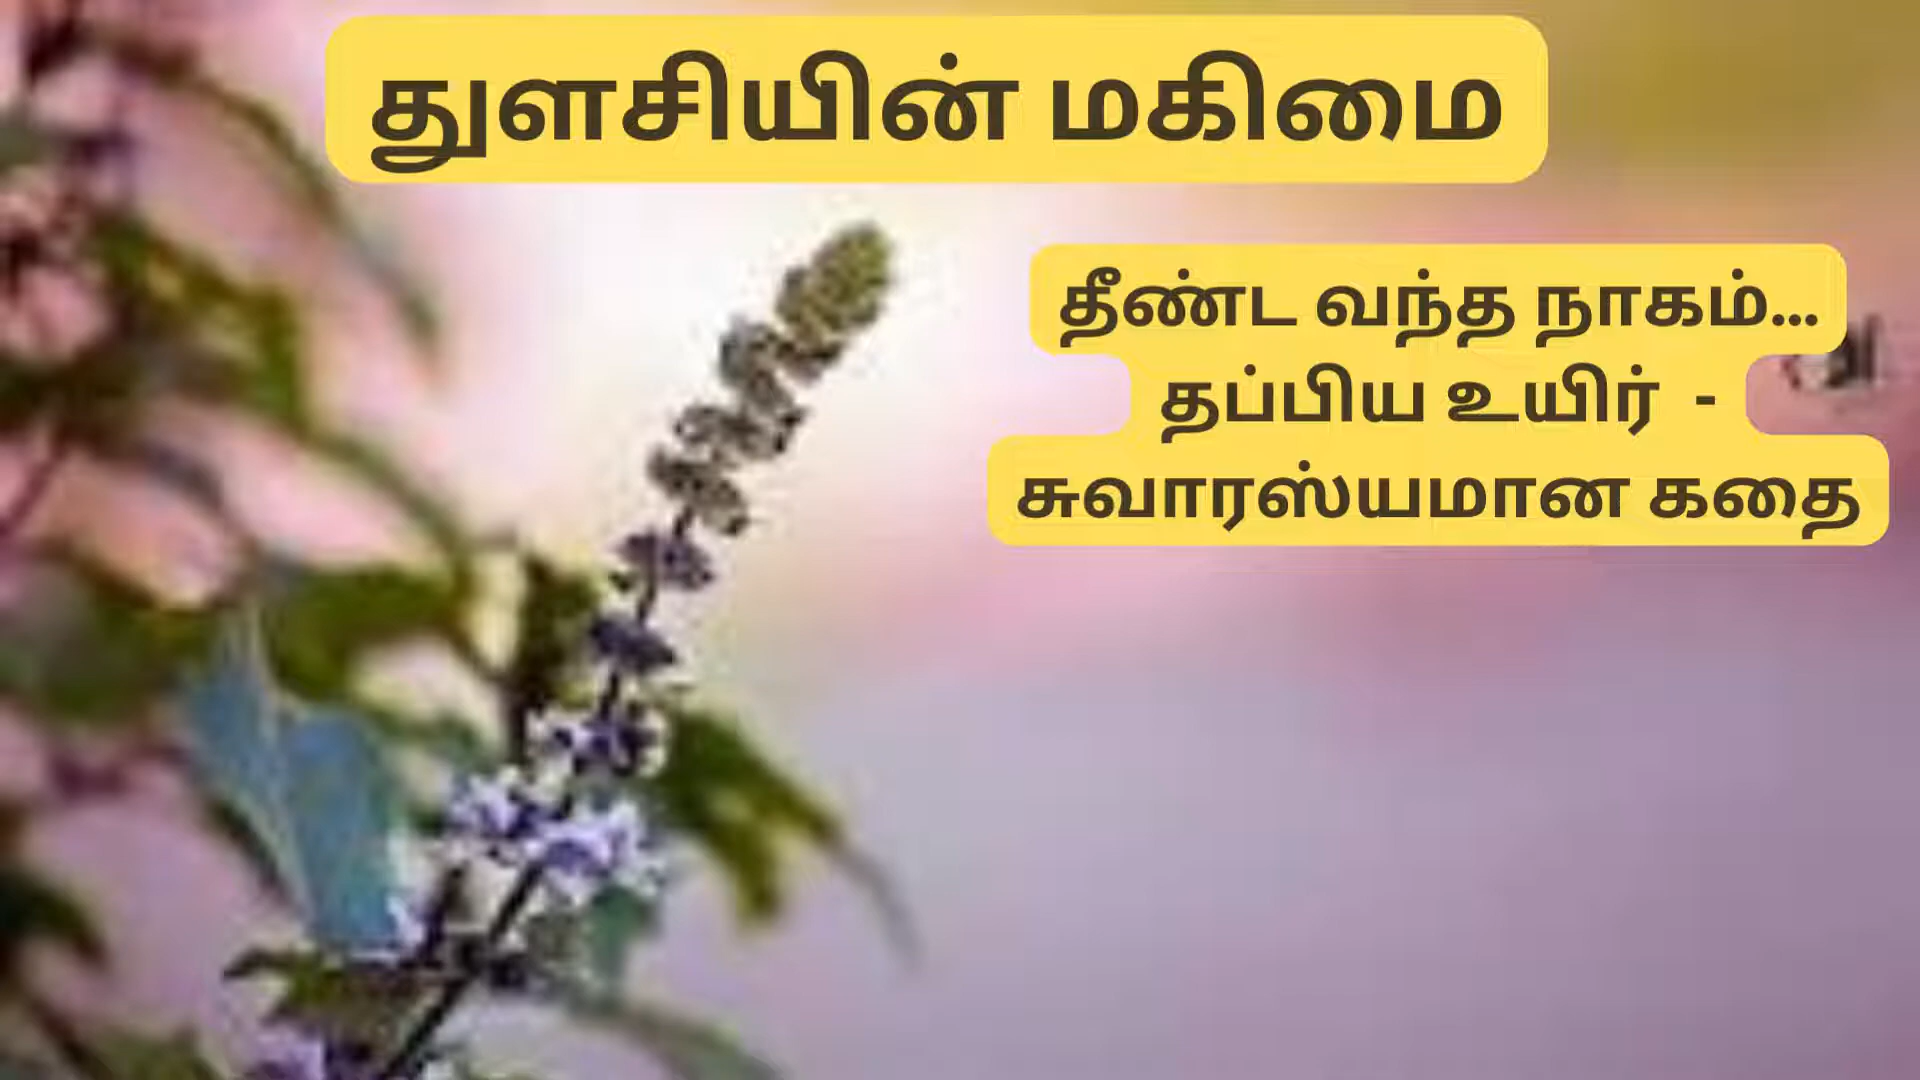 துளசியின் மகிமை
தீண்ட வந்த நாகம்...
தப்பிய உயிர் -
சுவாரஸ்யமான கதை